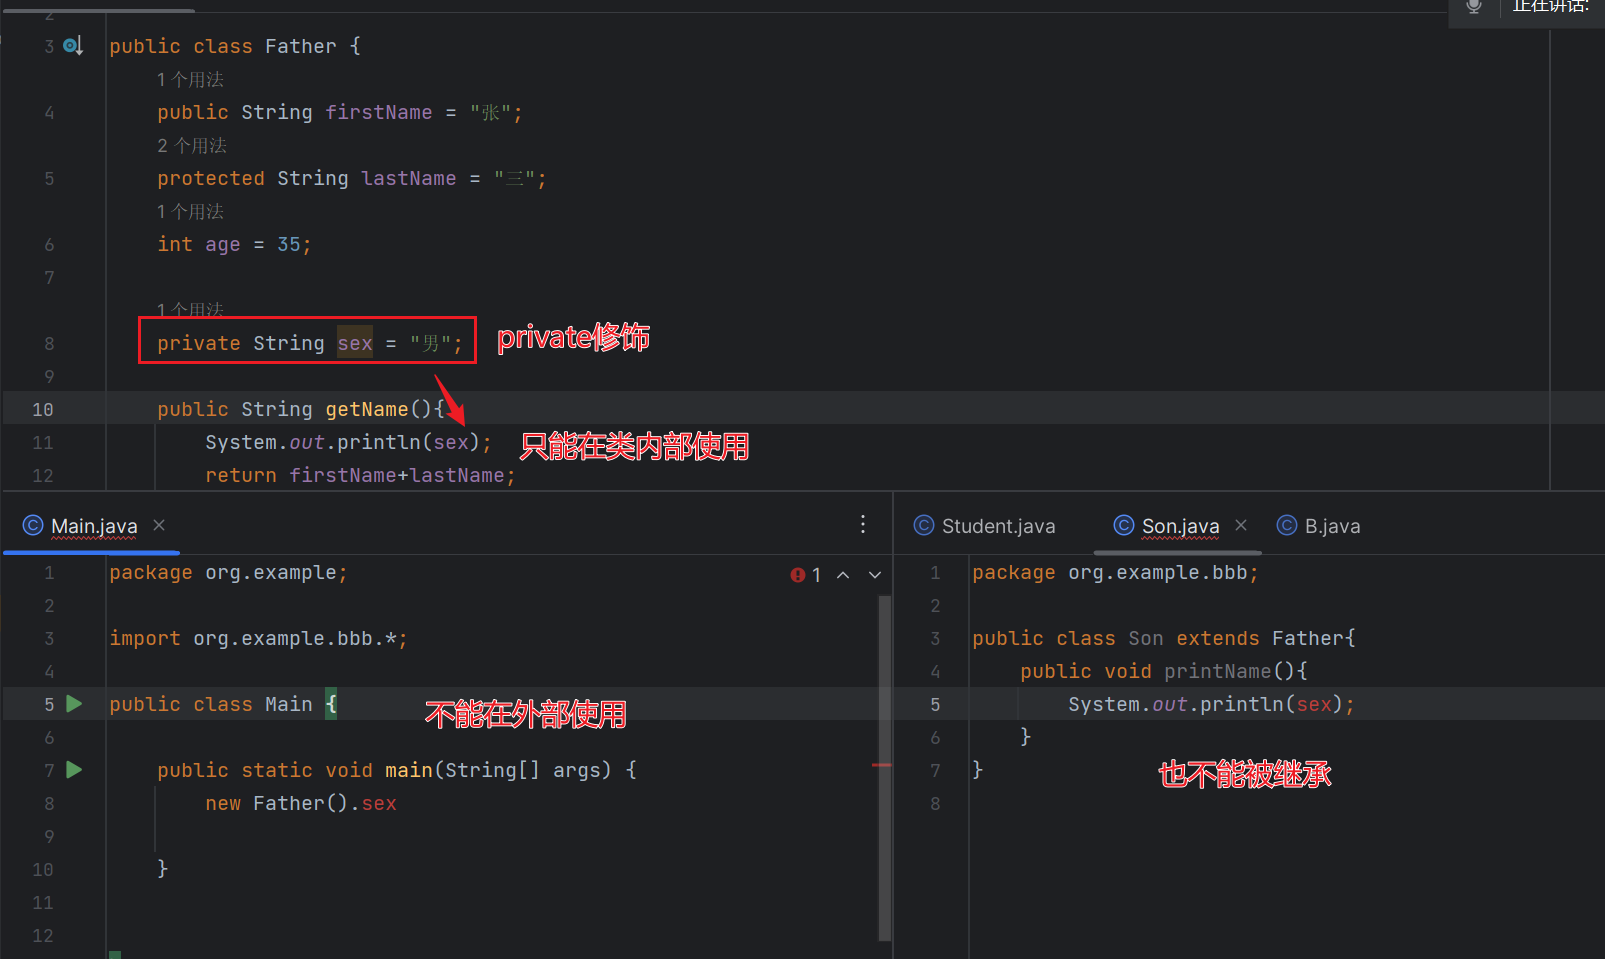 正在讲话:
2
3 public class Father {
1 个用法
4 public String firstName = "张";
2 个用法
5 protected String lastName = "三";
1 个用法
6 int age = 35;
7
1 个用法
8 private String sex = "男"; private修饰
9
10 public String getName(){
11 System.out.println(sex); 只能在类内部使用
12 return firstName+lastName;
Main.java
1 package org.example; 1
2
3 import org.example.bbb.*;
4
5 public class Main { 不能在外部使用
6
7 public static void main(String[] args) {
8 new Father().sex
9
10 }
11
12
Student.java Son.java B.java
1 package org.example.bbb;
2
3 public class Son extends Father{
4 public void printName(){
5 System.out.println(sex);
6 }
7 } 也不能被继承
8